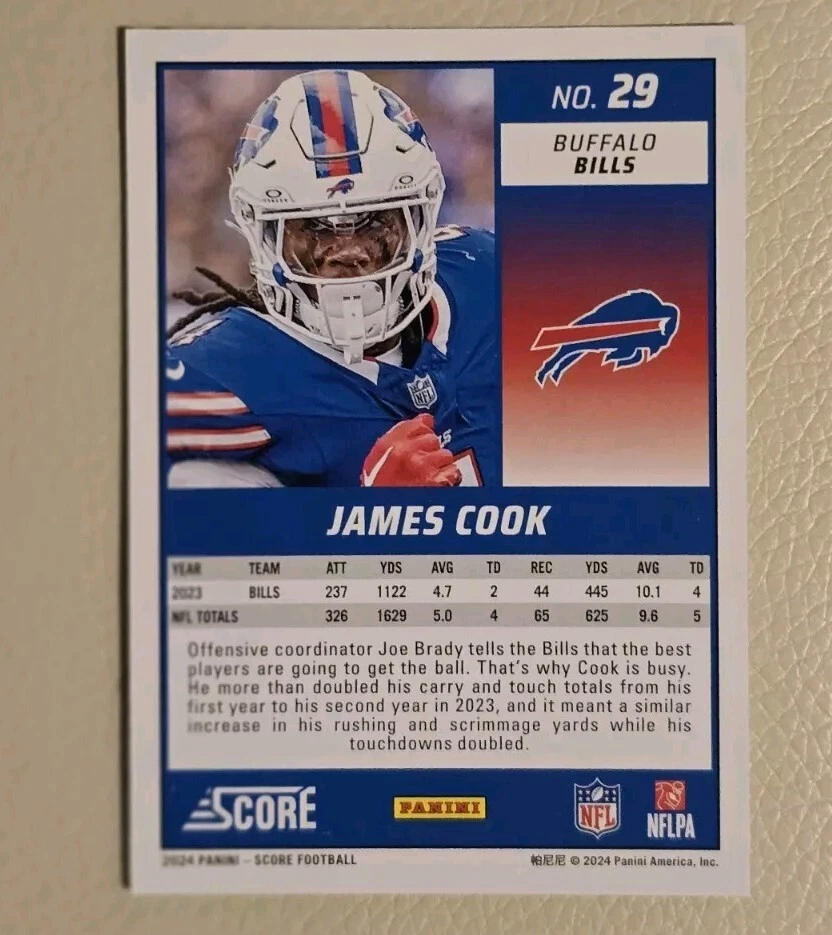 NO. 29
BUFFALO
BILLS
NFL
JAMES COOK
YEAR TEAM ATT YDS AVG TD REC YDS AVG TD
2023 BILLS 237 1122 4.7 2 44 445 10.1 4
NFL TOTALS 326 1629 5.0 4 65 625 9.6 5
Offensive coordinator Joe Brady tells the Bills that the best
players are going to get the ball. That's why Cook is busy.
He more than doubled his carry and touch totals from his
first year to his second year in 2023, and it meant a similar
increase in his rushing and scrimmage yards while his
touchdowns doubled.
SCORE PANINI NFL NFLPA
2024 PANINI – SCORE FOOTBALL 帕尼尼 © 2024 Panini America, Inc.